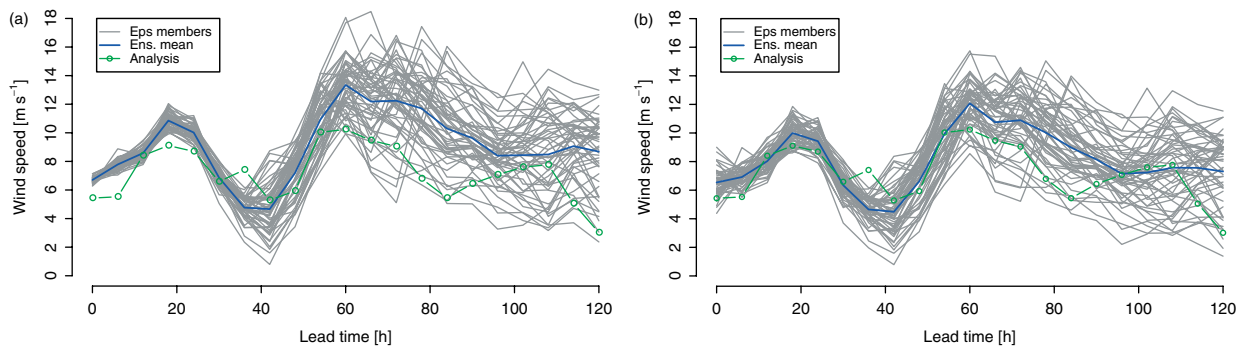 (a)
Wind speed [m s⁻¹]
18
16
14
12
10
8
6
4
2
0
Eps members
Ens. mean
Analysis
0 20 40 60 80 100 120
Lead time [h]
(b)
Wind speed [m s⁻¹]
18
16
14
12
10
8
6
4
2
0
Eps members
Ens. mean
Analysis
0 20 40 60 80 100 120
Lead time [h]